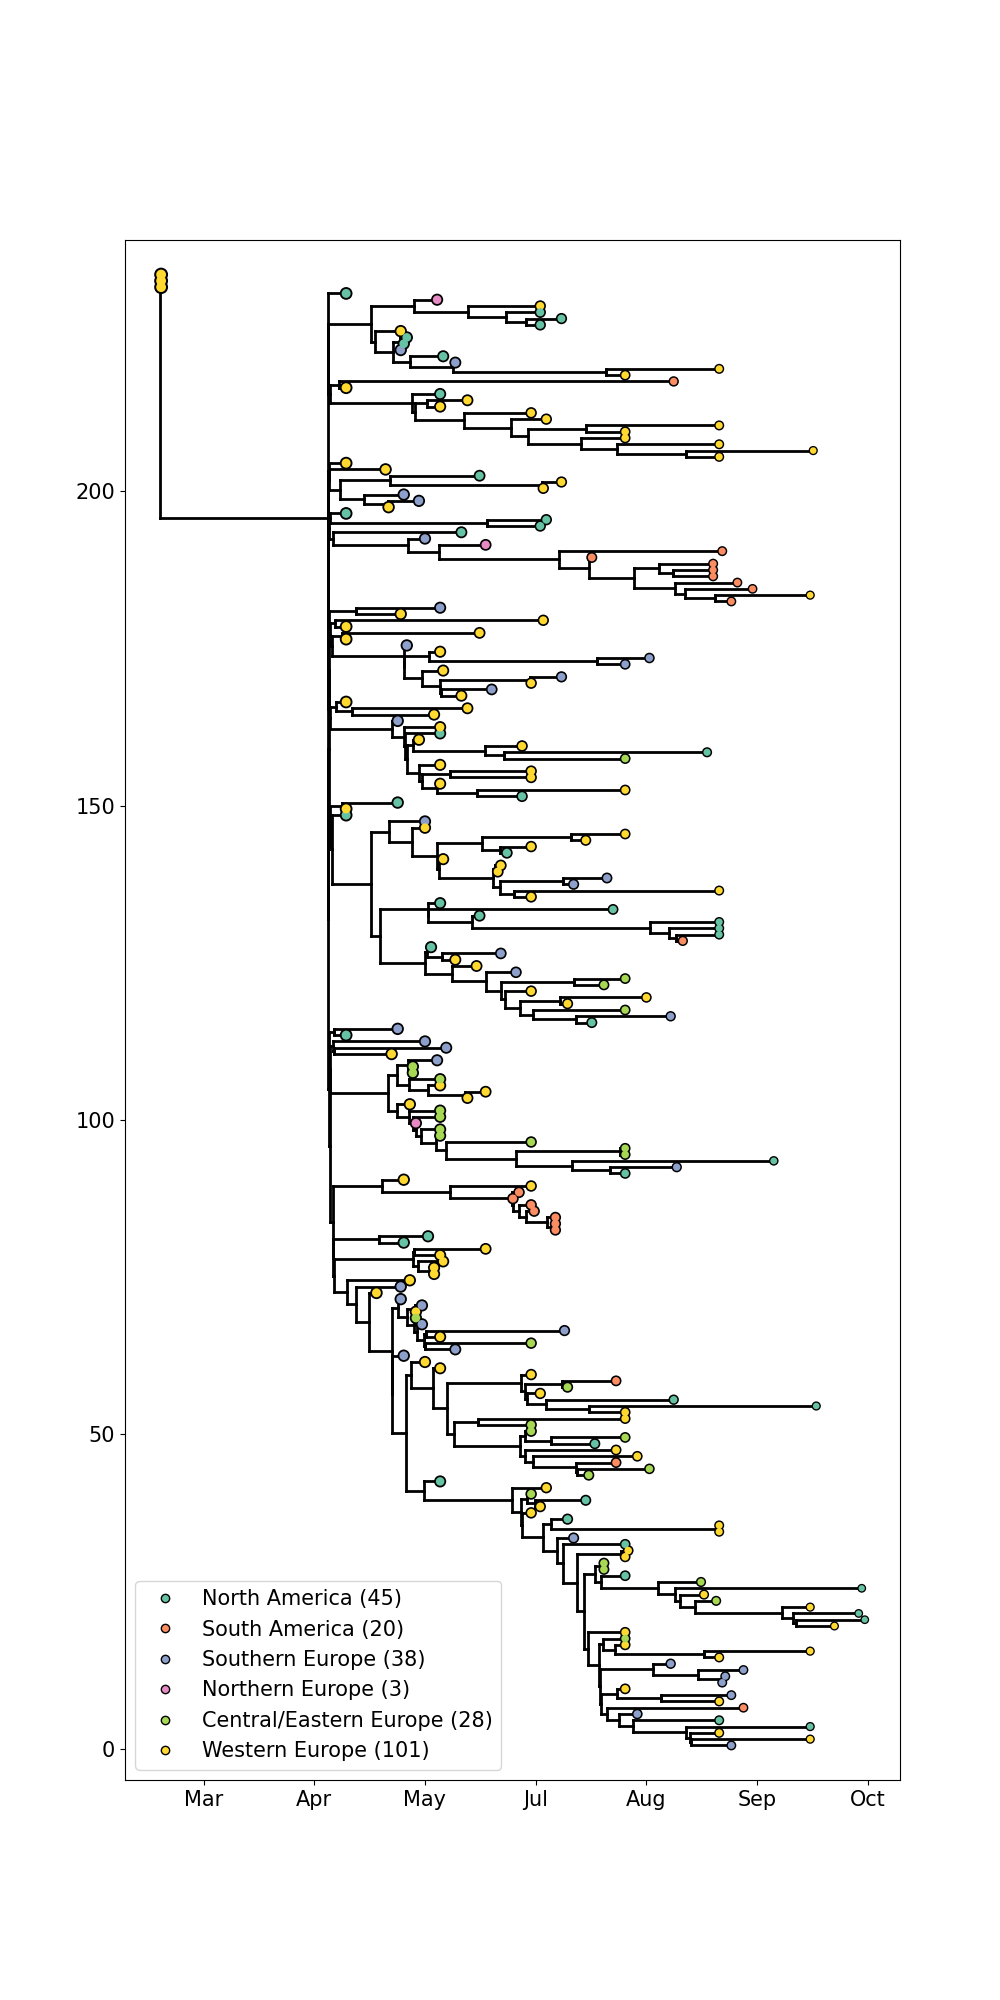 200
150
100
50
0
North America (45)
South America (20)
Southern Europe (38)
Northern Europe (3)
Central/Eastern Europe (28)
Western Europe (101)
Mar Apr May Jul Aug Sep Oct